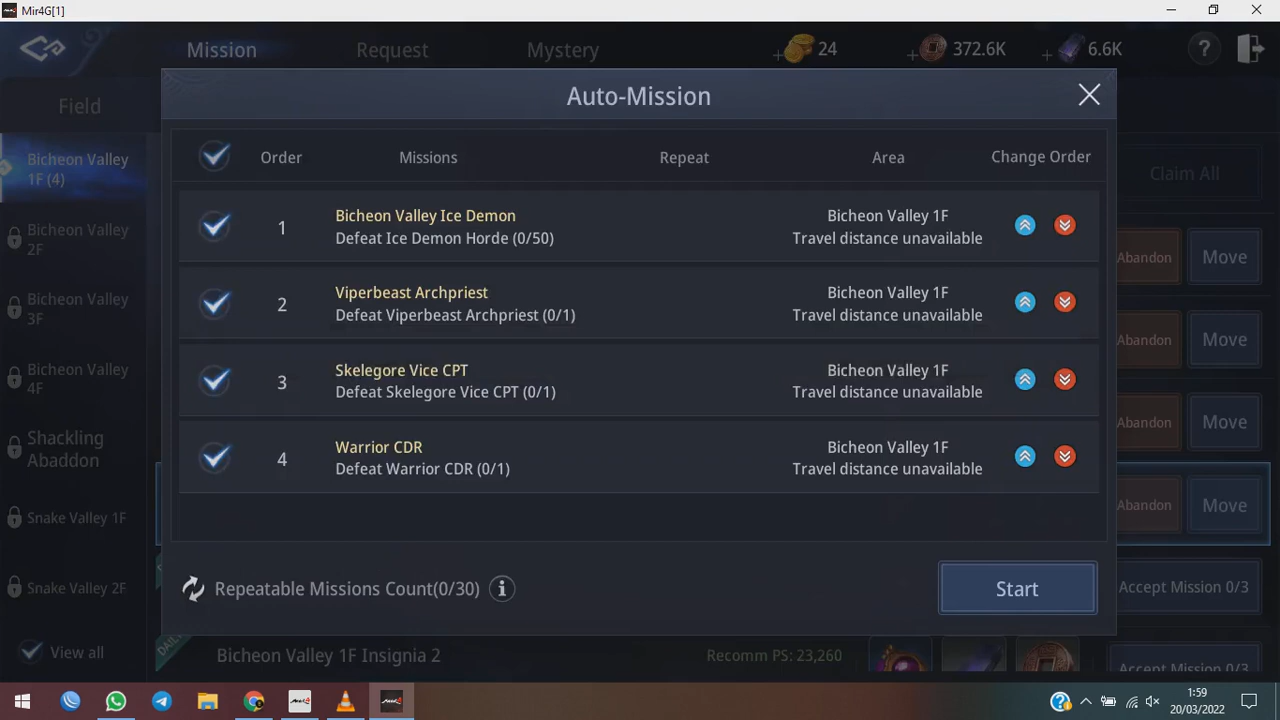 Mir4G[1]
Mission
Request
Mystery
24
372.6K
6.6K
?
Field
Auto-Mission
Bicheon Valley
1F (4)
Bicheon Valley
2F
Bicheon Valley
3F
Bicheon Valley
4F
Shackling
Abaddon
Snake Valley 1F
Snake Valley 2F
View all
Order
Missions
Repeat
Area
Change Order
1
Bicheon Valley Ice Demon
Defeat Ice Demon Horde (0/50)
Bicheon Valley 1F
Travel distance unavailable
2
Viperbeast Archpriest
Defeat Viperbeast Archpriest (0/1)
Bicheon Valley 1F
Travel distance unavailable
3
Skelegore Vice CPT
Defeat Skelegore Vice CPT (0/1)
Bicheon Valley 1F
Travel distance unavailable
4
Warrior CDR
Defeat Warrior CDR (0/1)
Bicheon Valley 1F
Travel distance unavailable
Repeatable Missions Count(0/30)
Start
Claim All
Abandon
Move
Abandon
Move
Abandon
Move
Abandon
Move
Accept Mission 0/3
DAILY
Bicheon Valley 1F Insignia 2
Recomm PS: 23,260
Accept Mission 0/3
1:59
20/03/2022